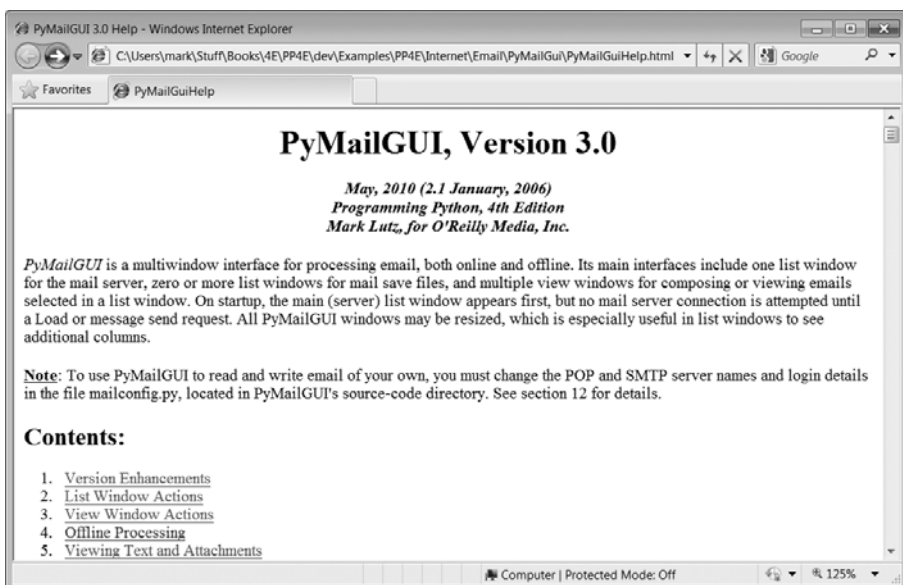 PyMailGUI 3.0 Help - Windows Internet Explorer
C:\Users\mark\Stuff\Books\4E\PP4E\dev\Examples\PP4E\Internet\Email\PyMailGui\PyMailGuiHelp.html
Google
Favorites
PyMailGuiHelp
PyMailGUI, Version 3.0
May, 2010 (2.1 January, 2006)
Programming Python, 4th Edition
Mark Lutz, for O'Reilly Media, Inc.
PyMailGUI is a multiwindow interface for processing email, both online and offline. Its main interfaces include one list window
for the mail server, zero or more list windows for mail save files, and multiple view windows for composing or viewing emails
selected in a list window. On startup, the main (server) list window appears first, but no mail server connection is attempted until
a Load or message send request. All PyMailGUI windows may be resized, which is especially useful in list windows to see
additional columns.
Note: To use PyMailGUI to read and write email of your own, you must change the POP and SMTP server names and login details
in the file mailconfig.py, located in PyMailGUI's source-code directory. See section 12 for details.
Contents:
1. Version Enhancements
2. List Window Actions
3. View Window Actions
4. Offline Processing
5. Viewing Text and Attachments
Computer | Protected Mode: Off
125%